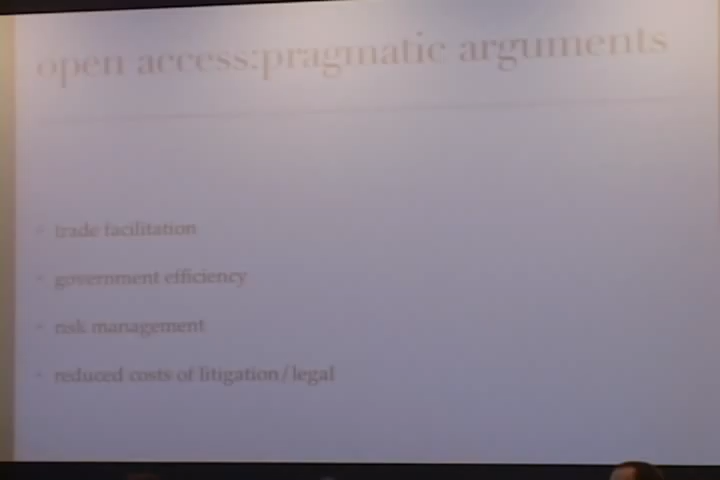 open access:pragmatic arguments
trade facilitation
government efficiency
risk management
reduced costs of litigation/legal